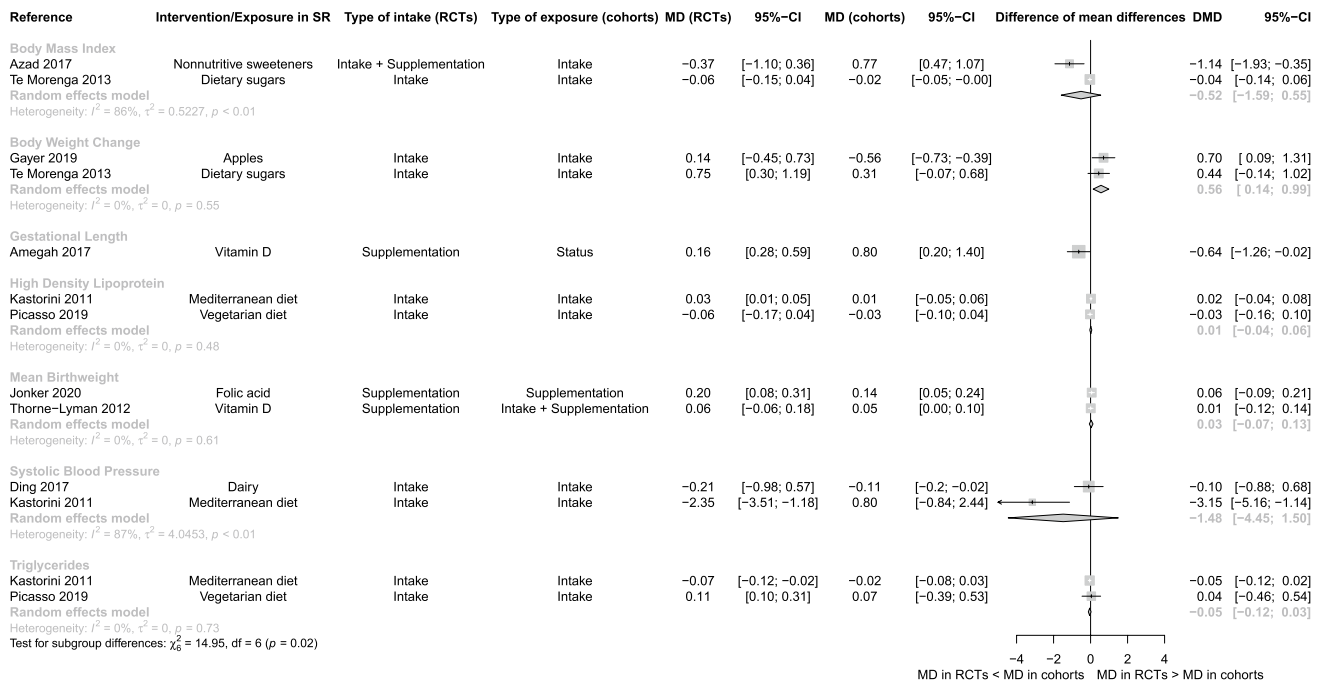 Reference Intervention/Exposure in SR Type of intake (RCTs) Type of exposure (cohorts) MD (RCTs) 95%−CI MD (cohorts) 95%−CI Difference of mean differences DMD 95%−CI
Body Mass Index
Azad 2017 Nonnutritive sweeteners Intake + Supplementation Intake −0.37 [−1.10; 0.36] 0.77 [0.47; 1.07] −1.14 [−1.93; −0.35]
Te Morenga 2013 Dietary sugars Intake Intake −0.06 [−0.15; 0.04] −0.02 [−0.05; −0.00] −0.04 [−0.14; 0.06]
Random effects model −0.52 [−1.59; 0.55]
Heterogeneity: I² = 86%, τ² = 0.5227, p < 0.01
Body Weight Change
Gayer 2019 Apples Intake Intake 0.14 [−0.45; 0.73] −0.56 [−0.73; −0.39] 0.70 [ 0.09; 1.31]
Te Morenga 2013 Dietary sugars Intake Intake 0.75 [0.30; 1.19] 0.31 [−0.07; 0.68] 0.44 [−0.14; 1.02]
Random effects model 0.56 [ 0.14; 0.99]
Heterogeneity: I² = 0%, τ² = 0, p = 0.55
Gestational Length
Amegah 2017 Vitamin D Supplementation Status 0.16 [0.28; 0.59] 0.80 [0.20; 1.40] −0.64 [−1.26; −0.02]
High Density Lipoprotein
Kastorini 2011 Mediterranean diet Intake Intake 0.03 [0.01; 0.05] 0.01 [−0.05; 0.06] 0.02 [−0.04; 0.08]
Picasso 2019 Vegetarian diet Intake Intake −0.06 [−0.17; 0.04] −0.03 [−0.10; 0.04] −0.03 [−0.16; 0.10]
Random effects model 0.01 [−0.04; 0.06]
Heterogeneity: I² = 0%, τ² = 0, p = 0.48
Mean Birthweight
Jonker 2020 Folic acid Supplementation Supplementation 0.20 [0.08; 0.31] 0.14 [0.05; 0.24] 0.06 [−0.09; 0.21]
Thorne−Lyman 2012 Vitamin D Supplementation Intake + Supplementation 0.06 [−0.06; 0.18] 0.05 [0.00; 0.10] 0.01 [−0.12; 0.14]
Random effects model 0.03 [−0.07; 0.13]
Heterogeneity: I² = 0%, τ² = 0, p = 0.61
Systolic Blood Pressure
Ding 2017 Dairy Intake Intake −0.21 [−0.98; 0.57] −0.11 [−0.2; −0.02] −0.10 [−0.88; 0.68]
Kastorini 2011 Mediterranean diet Intake Intake −2.35 [−3.51; −1.18] 0.80 [−0.84; 2.44] −3.15 [−5.16; −1.14]
Random effects model −1.48 [−4.45; 1.50]
Heterogeneity: I² = 87%, τ² = 4.0453, p < 0.01
Triglycerides
Kastorini 2011 Mediterranean diet Intake Intake −0.07 [−0.12; −0.02] −0.02 [−0.08; 0.03] −0.05 [−0.12; 0.02]
Picasso 2019 Vegetarian diet Intake Intake 0.11 [0.10; 0.31] 0.07 [−0.39; 0.53] 0.04 [−0.46; 0.54]
Random effects model −0.05 [−0.12; 0.03]
Heterogeneity: I² = 0%, τ² = 0, p = 0.73
Test for subgroup differences: χ²₆ = 14.95, df = 6 (p = 0.02)
−4 −2 0 2 4
MD in RCTs < MD in cohorts MD in RCTs > MD in cohorts